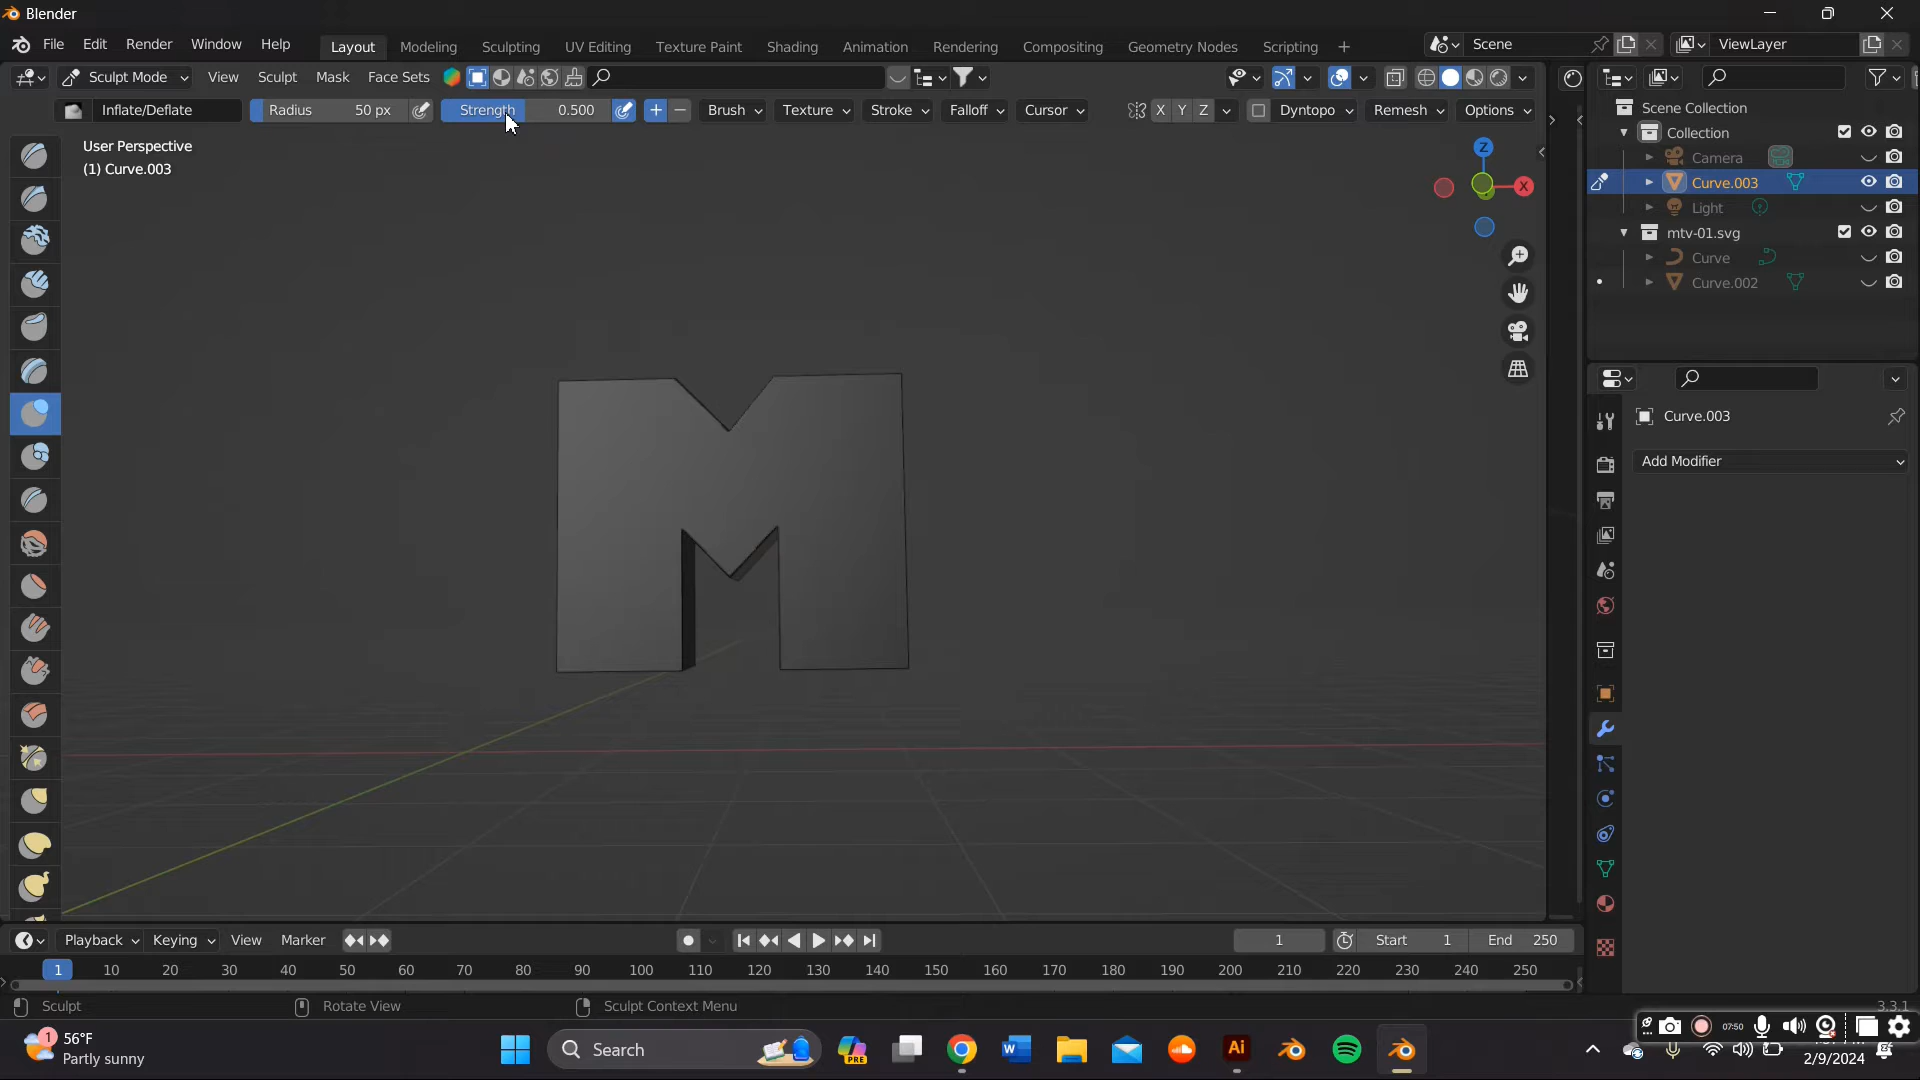 Blender
File Edit Render Window Help Layout Modeling Sculpting UV Editing Texture Paint Shading Animation Rendering Compositing Geometry Nodes Scripting + Scene ViewLayer
Sculpt Mode View Sculpt Mask Face Sets
Inflate/Deflate Radius 50 px Strength 0.500 + − Brush Texture Stroke Falloff Cursor X Y Z Dyntopo Remesh Options
User Perspective
(1) Curve.003
Z
X
Scene Collection
Collection
Camera
Curve.003
Light
mtv-01.svg
Curve
Curve.002
Curve.003
Add Modifier
M
Playback Keying View Marker 1 Start 1 End 250
1 10 20 30 40 50 60 70 80 90 100 110 120 130 140 150 160 170 180 190 200 210 220 230 240 250
Sculpt Rotate View Sculpt Context Menu 3.3.1
07:50
1 56°F
Partly sunny
Search
PRE
W
Ai
2/9/2024